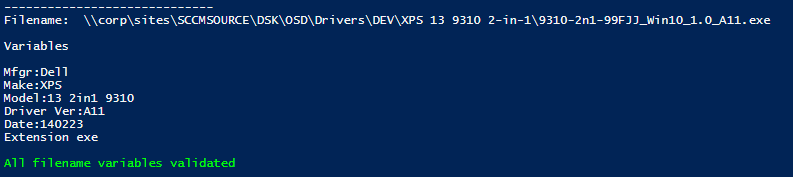 -----------------------------
Filename:  \\corp\sites\SCCMSOURCE\DSK\OSD\Drivers\DEV\XPS 13 9310 2-in-1\9310-2n1-99FJJ_Win10_1.0_A11.exe
Variables
Mfgr:Dell
Make:XPS
Model:13 2in1 9310
Driver Ver:A11
Date:140223
Extension exe
All filename variables validated